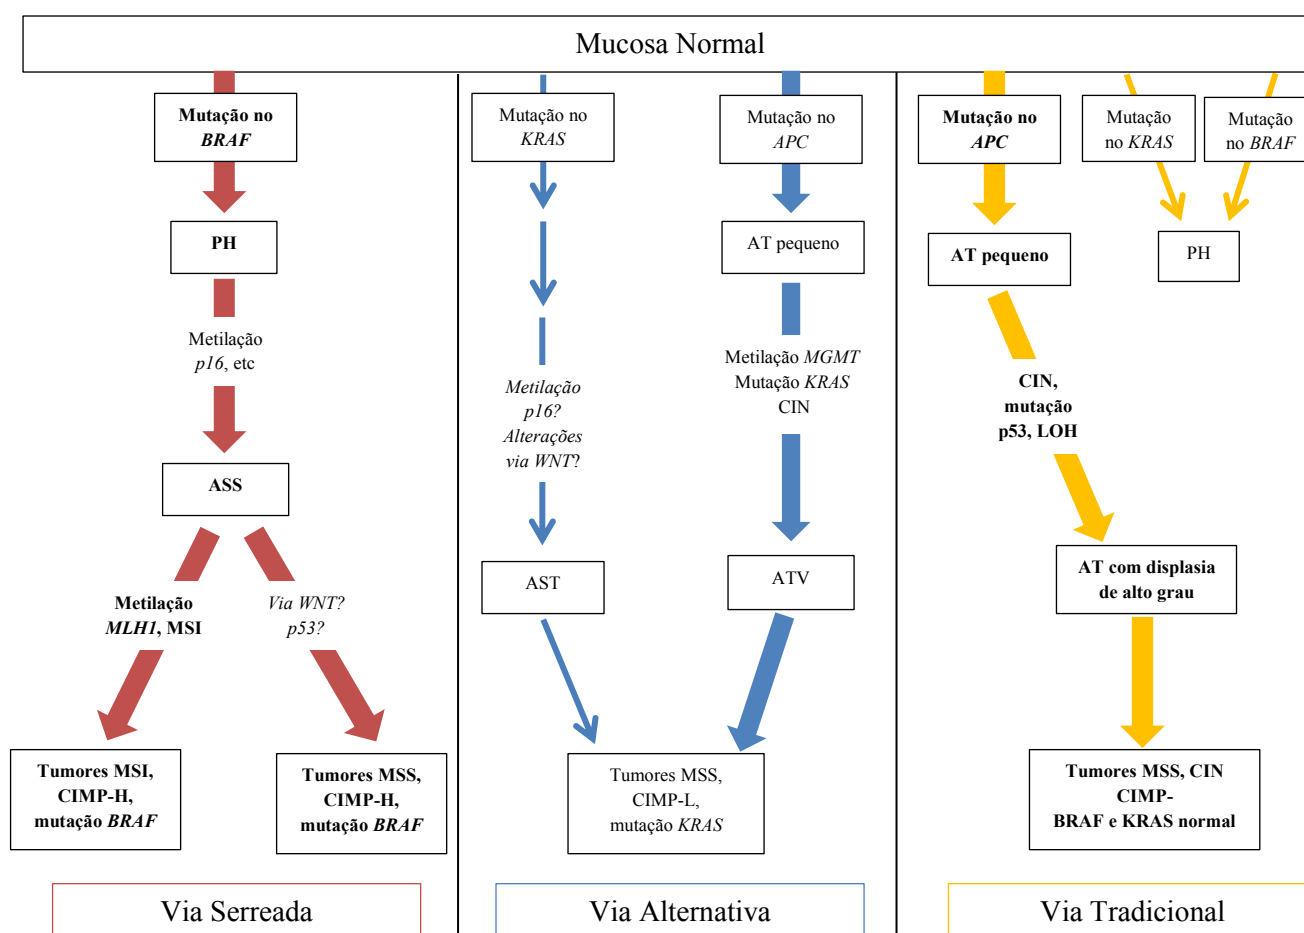 Mucosa Normal
Mutação no
BRAF
PH
Metilação
p16, etc
ASS
Metilação
MLH1, MSI
Via WNT?
p53?
Tumores MSI,
CIMP-H,
mutação BRAF
Tumores MSS,
CIMP-H,
mutação BRAF
Via Serreada
Mutação no
KRAS
Metilação
p16?
Alterações
via WNT?
AST
Mutação no
APC
AT pequeno
Metilação MGMT
Mutação KRAS
CIN
ATV
Tumores MSS,
CIMP-L,
mutação KRAS
Via Alternativa
Mutação no
APC
AT pequeno
CIN,
mutação
p53, LOH
AT com displasia
de alto grau
Tumores MSS, CIN
CIMP-
BRAF e KRAS normal
Mutação
no KRAS
Mutação
no BRAF
PH
Via Tradicional